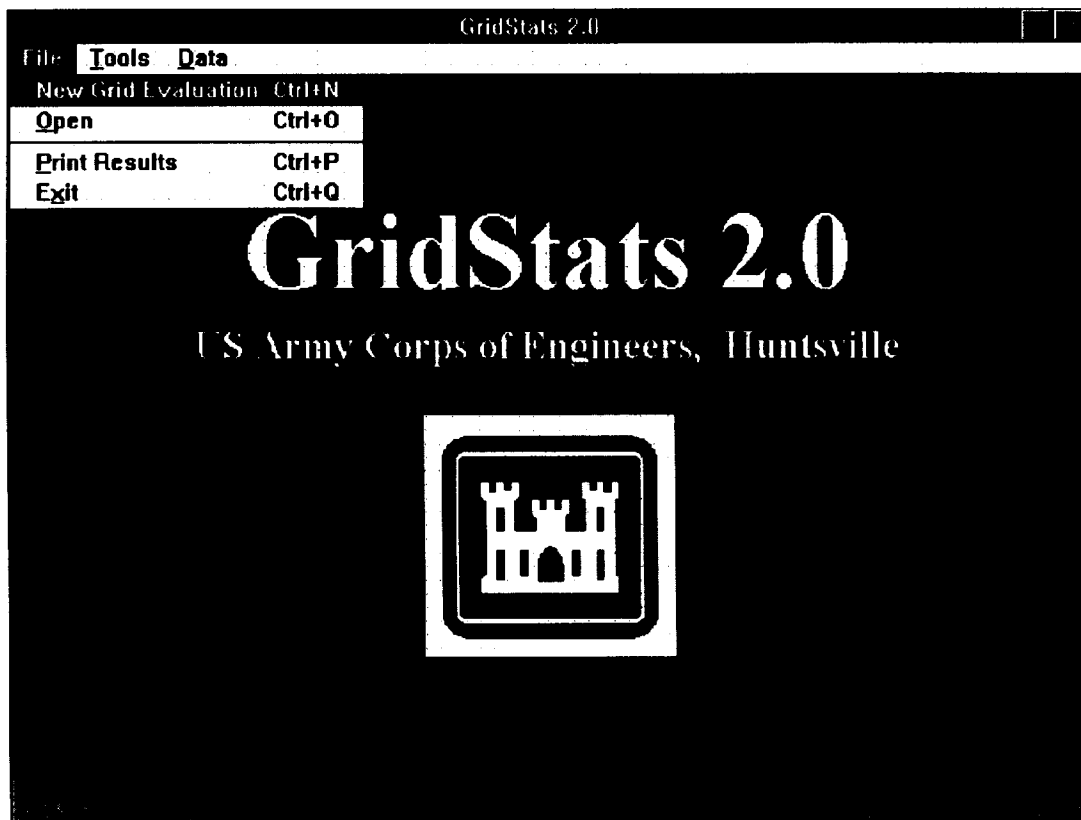 GridStats 2.0
File Tools Data
New Grid Evaluation Ctrl+N
Open Ctrl+O
Print Results Ctrl+P
Exit Ctrl+Q
GridStats 2.0
US Army Corps of Engineers, Huntsville